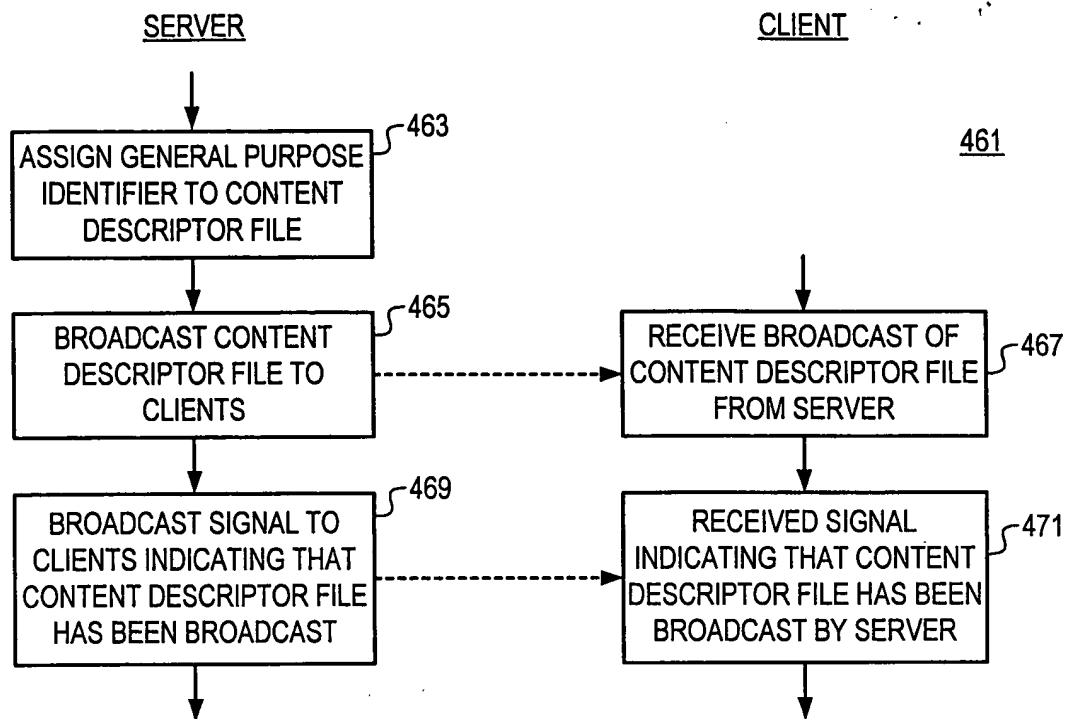 SERVER
CLIENT
461
463
ASSIGN GENERAL PURPOSE
IDENTIFIER TO CONTENT
DESCRIPTOR FILE
465
BROADCAST CONTENT
DESCRIPTOR FILE TO
CLIENTS
467
RECEIVE BROADCAST OF
CONTENT DESCRIPTOR FILE
FROM SERVER
469
BROADCAST SIGNAL TO
CLIENTS INDICATING THAT
CONTENT DESCRIPTOR FILE
HAS BEEN BROADCAST
471
RECEIVED SIGNAL
INDICATING THAT CONTENT
DESCRIPTOR FILE HAS BEEN
BROADCAST BY SERVER